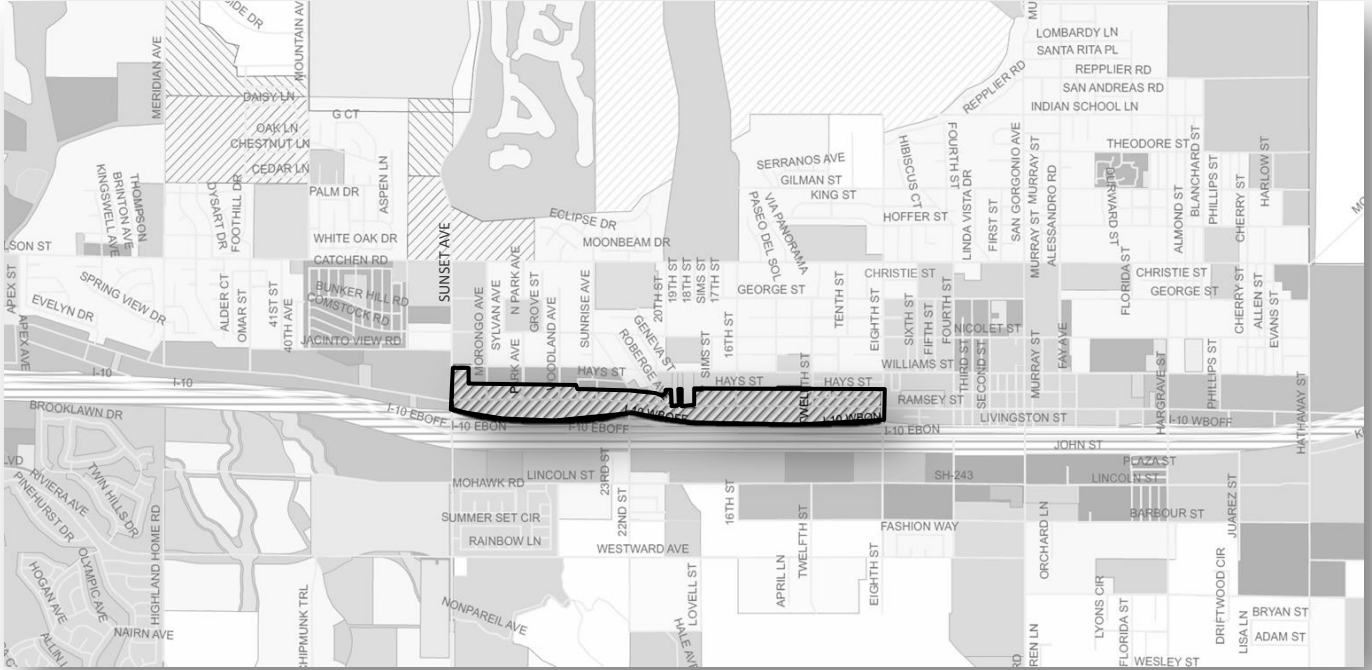 MOUNTAIN AV
MERIDIAN AVE
LOMBARDY LN
SANTA RITA PL
REPPLIER RD
REPPLIER RD
SAN ANDREAS RD
INDIAN SCHOOL LN
DAISY LN
G CT
OAK LN
CHESTNUT LN
CEDAR LN
PALM DR
ASPEN LN
KINGSWELL AVE
BRINTON AVE
THOMPSON
DYSART DR
FOOTHILL DR
WHITE OAK DR
CATCHEN RD
SUNSET AVE
ECLIPSE DR
MOONBEAM DR
SERRANOS AVE
GILMAN ST
KING ST
VIA PANORAMA
PASEO DEL SOL
HIBISCUS CT
HOFFER ST
FOURTH ST
LINDA VISTA DR
FIRST ST
SAN GORGONIO AVE
MURRAY ST
MURRAY ST
ALESSANDRO RD
THEODORE ST
DURWARD ST
BLANCHARD ST
ALMOND ST
PHILLIPS ST
CHERRY ST
HARLOW ST
LSON ST
APEX ST
APEX AVE
SPRING VIEW DR
EVELYN DR
ALDER CT
OMAR ST
41ST ST
40TH AVE
BUNKER HILL RD
COMSTOCK RD
JACINTO VIEW RD
MORONGO AVE
SYLVAN AVE
N PARK AVE
GROVE ST
SUNRISE AVE
20TH ST
19TH ST
18TH ST
SIMS ST
17TH ST
GENEVA ST
SIMS ST
16TH ST
GEORGE ST
TENTH ST
CHRISTIE ST
EIGHTH ST
SIXTH ST
FIFTH ST
FOURTH ST
NICOLET ST
WILLIAMS ST
THIRD ST
SECOND ST
MURRAY ST
FAY AVE
FLORIDA ST
CHRISTIE ST
GEORGE ST
CHERRY ST
ALLEN ST
EVANS ST
HARGRAVE ST
PHILLIPS ST
HATHAWAY ST
HAYS ST
HAYS ST
HAYS ST
RAMSEY ST
LIVINGSTON ST
I-10 WBOFF
I-10
I-10
I-10 EBOFF
I-10 EBON
I-10 EBOFF
I-10 WBON
I-10 EBON
JOHN ST
BROOKLAWN DR
LVD
RIVIERA AVE
PINEHURST DR
TWIN HILLS DR
HIGHLAND HOME RD
OLYMPIC AVE
HOGAN AVE
NAIRN AVE
MOHAWK RD
LINCOLN ST
23RD ST
22ND ST
16TH ST
SUMMER SET CIR
RAINBOW LN
WESTWARD AVE
NONPAREIL AVE
LOVELL ST
APRIL LN
TWELFTH ST
EIGHTH ST
SH-243
FASHION WAY
PLAZA ST
LINCOLN ST
BARBOUR ST
ORCHARD LN
JUAREZ ST
LYONS CIR
FLORIDA ST
DRIFTWOOD CIR
LISA LN
BRYAN ST
ADAM ST
WESLEY ST